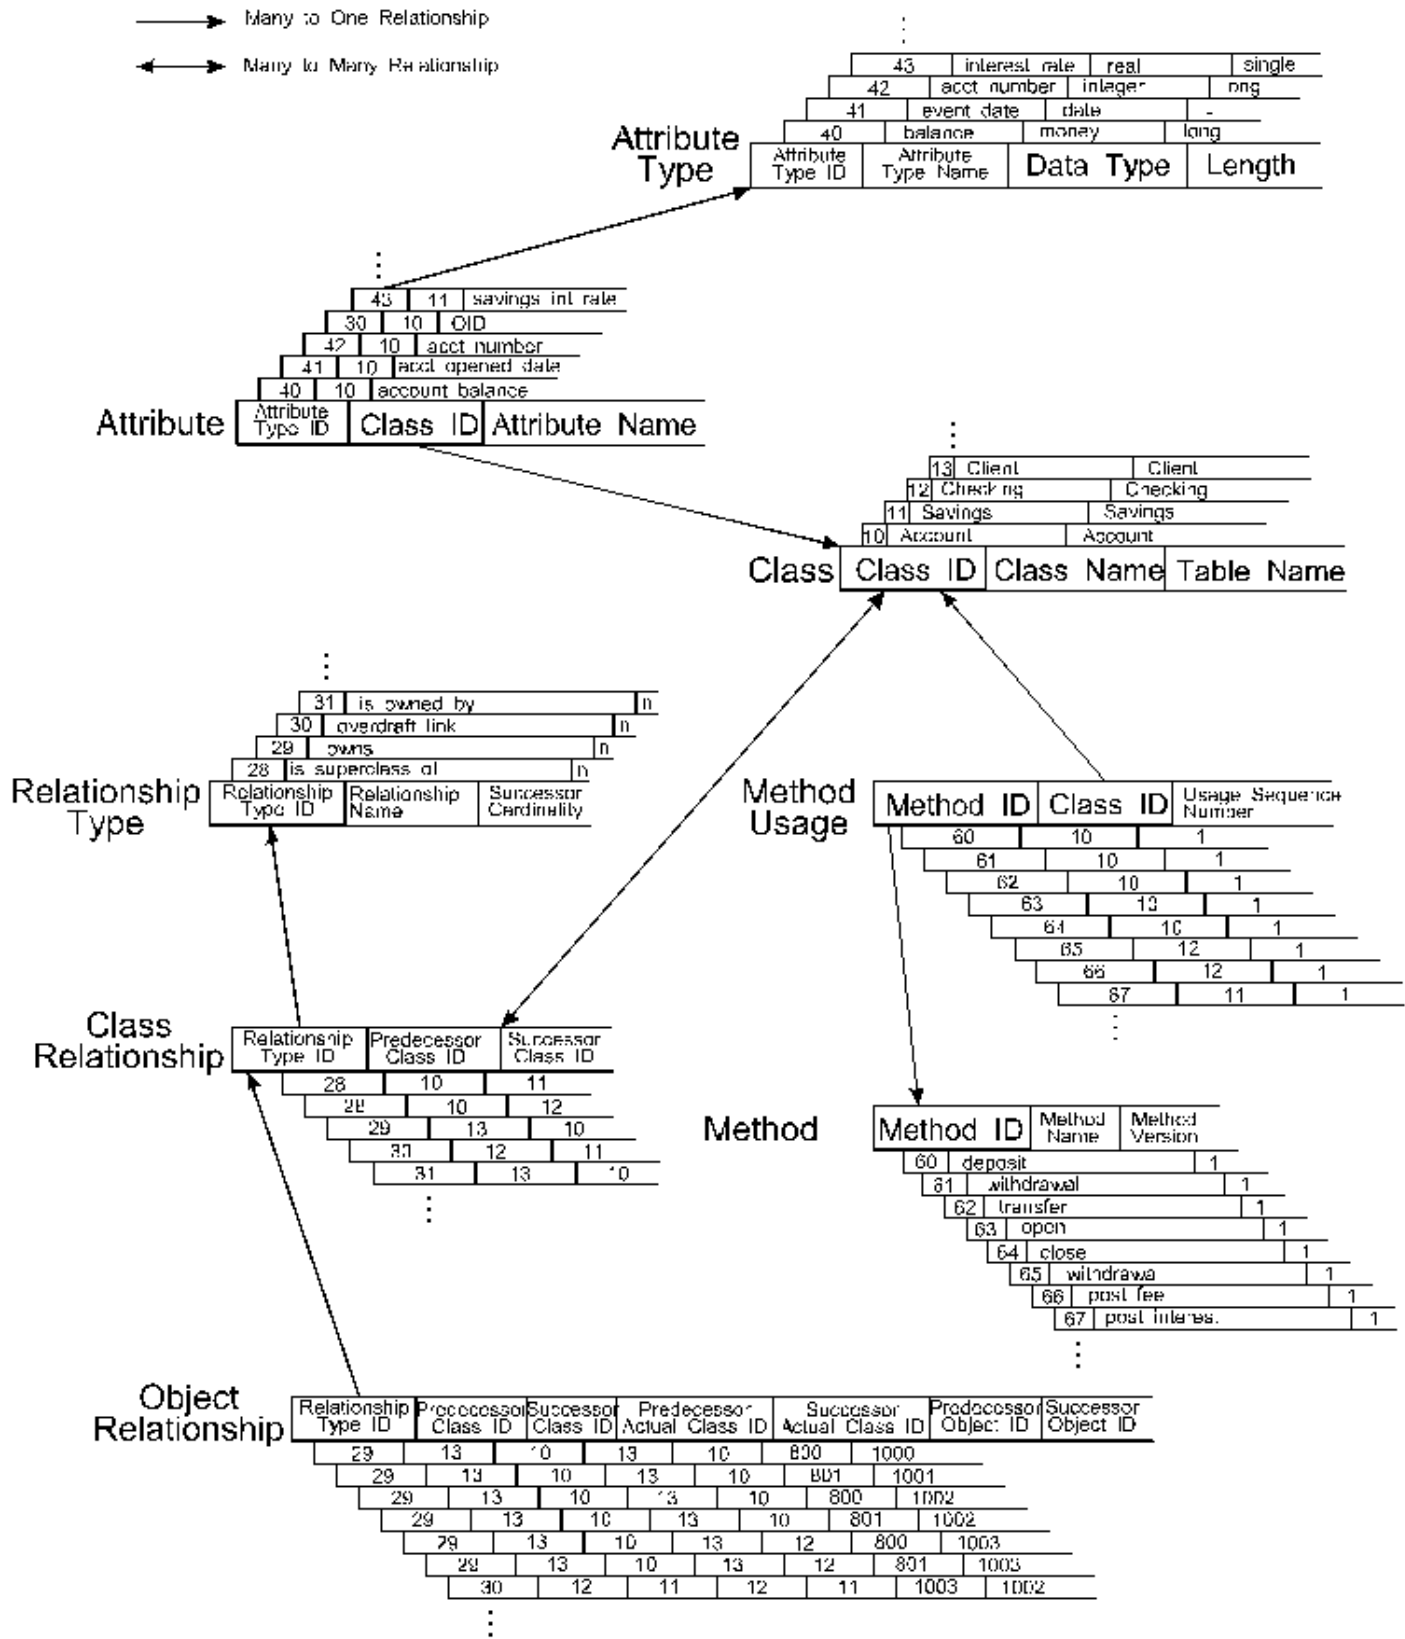 Many to One Relationship
Many to Many Relationship
43 interest rate real single
42 acct number integer long
41 event date date -
40 balance money long
Attribute Type
Attribute Type ID Attribute Type Name Data Type Length
43 11 savings int rate
30 10 OID
42 10 acct number
41 10 acct opened date
40 10 account balance
Attribute
Attribute Type ID Class ID Attribute Name
13 Client Client
12 Checking Checking
11 Savings Savings
10 Account Account
Class Class ID Class Name Table Name
31 is owned by n
30 overdraft link n
29 owns n
28 is superclass of n
Relationship Type
Relationship Type ID Relationship Name Successor Cardinality
Method Usage
Method ID Class ID Usage Sequence Number
60 10 1
61 10 1
62 10 1
63 10 1
64 10 1
65 12 1
66 12 1
67 11 1
Class Relationship
Relationship Type ID Predecessor Class ID Successor Class ID
28 10 11
28 10 12
29 13 10
30 12 11
31 13 10
Method
Method ID Method Name Method Version
60 deposit 1
61 withdrawal 1
62 transfer 1
63 open 1
64 close 1
65 withdrawal 1
66 post fee 1
67 post interest 1
Object Relationship
Relationship Type ID Predecessor Class ID Successor Class ID Predecessor Actual Class ID Successor Actual Class ID Predecessor Object ID Successor Object ID
29 13 10 13 10 800 1000
29 13 10 13 10 801 1001
29 13 10 13 10 800 1002
29 13 10 13 10 801 1002
29 13 10 13 12 800 1003
29 13 10 13 12 801 1003
30 12 11 12 11 1003 1002